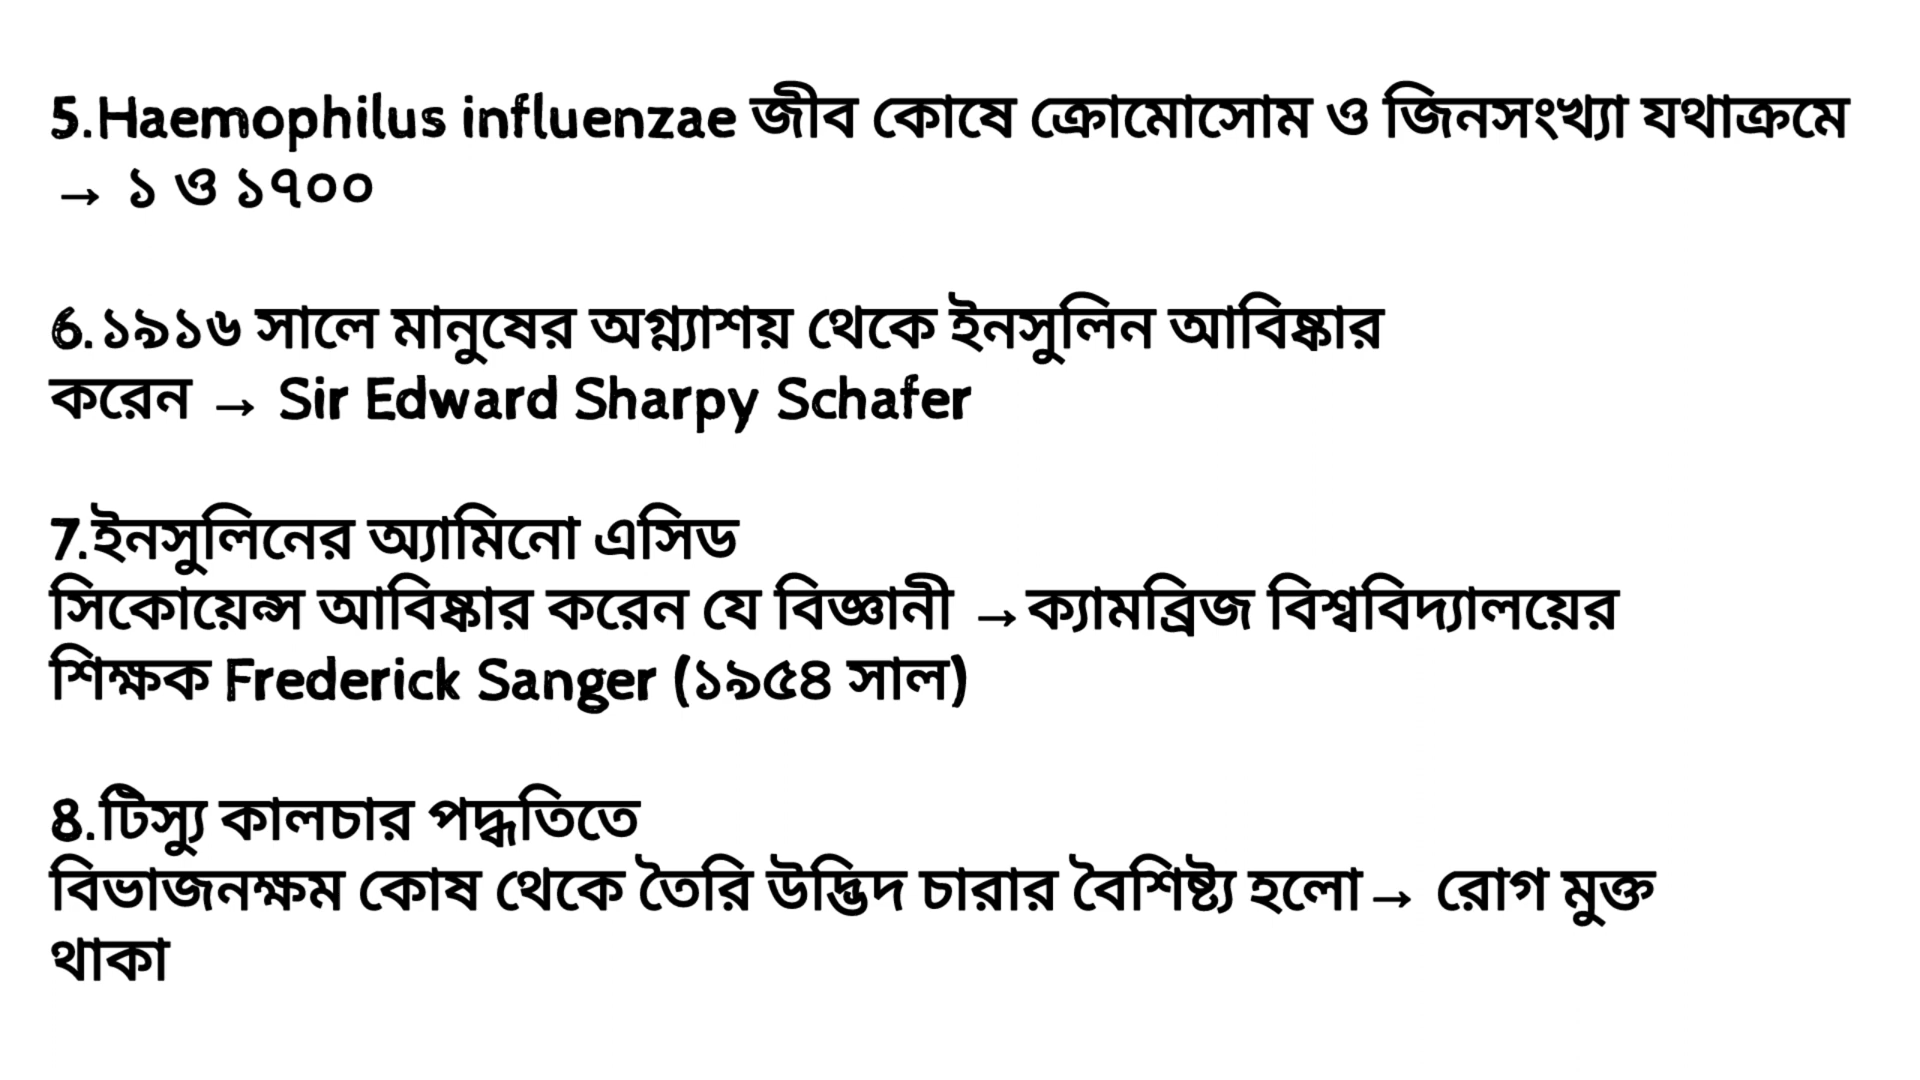 5.Haemophilus influenzae জীব কোষে ক্রোমোসোম ও জিনসংখ্যা যথাক্রমে
→ ১ ও ১৭০০
6.১৯১৬ সালে মানুষের অগ্ন্যাশয় থেকে ইনসুলিন আবিষ্কার
করেন → Sir Edward Sharpy Schafer
7.ইনসুলিনের অ্যামিনো এসিড
সিকোয়েন্স আবিষ্কার করেন যে বিজ্ঞানী →ক্যামব্রিজ বিশ্ববিদ্যালয়ের
শিক্ষক Frederick Sanger (১৯৫৪ সাল)
8.টিস্যু কালচার পদ্ধতিতে
বিভাজনক্ষম কোষ থেকে তৈরি উদ্ভিদ চারার বৈশিষ্ট্য হলো→ রোগ মুক্ত
থাকা